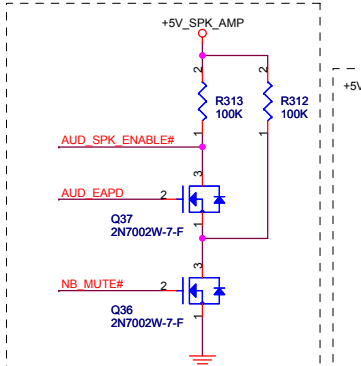 +5V_SPK_AMP
+5V
2
2
R313
100K
R312
100K
1
1
AUD_SPK_ENABLE#
3
AUD_EAPD
2
Q37
2N7002W-7-F
1
3
NB_MUTE#
2
Q36
2N7002W-7-F
1